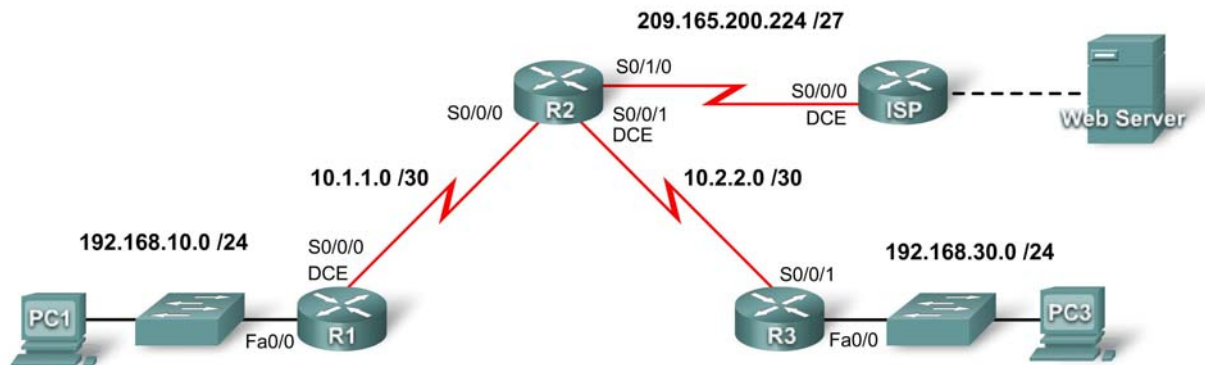 209.165.200.224 /27
S0/1/0
S0/0/0
DCE
ISP
Web Server
S0/0/0
R2
S0/0/1
DCE
10.1.1.0 /30
10.2.2.0 /30
192.168.10.0 /24
S0/0/0
DCE
S0/0/1
192.168.30.0 /24
PC1
Fa0/0
R1
R3
Fa0/0
PC3